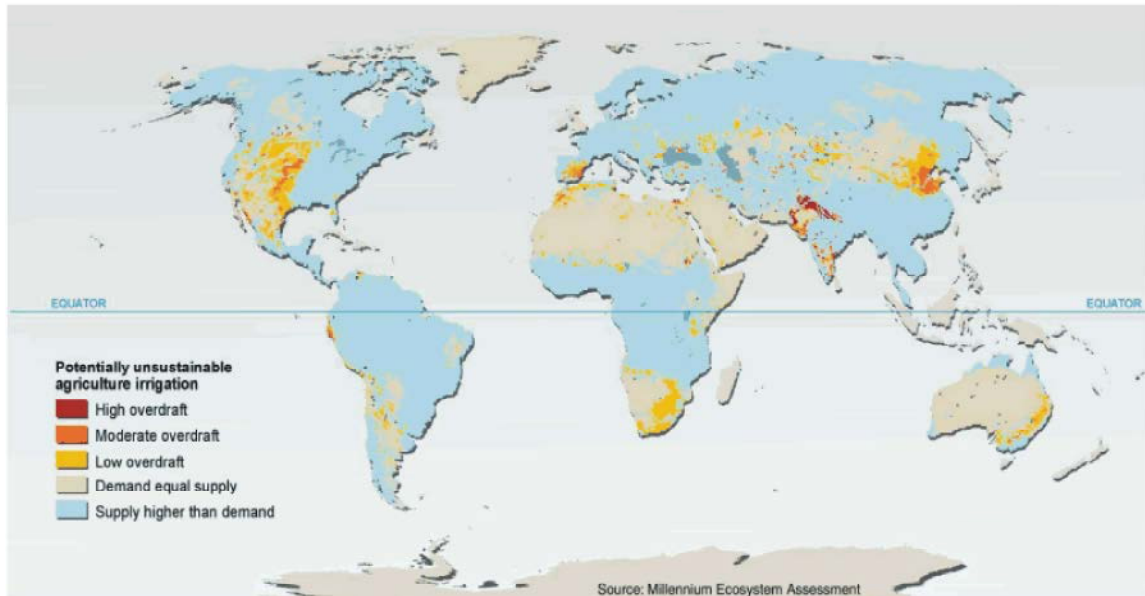 EQUATOR
EQUATOR
Potentially unsustainable
agriculture irrigation
High overdraft
Moderate overdraft
Low overdraft
Demand equal supply
Supply higher than demand
Source: Millennium Ecosystem Assessment